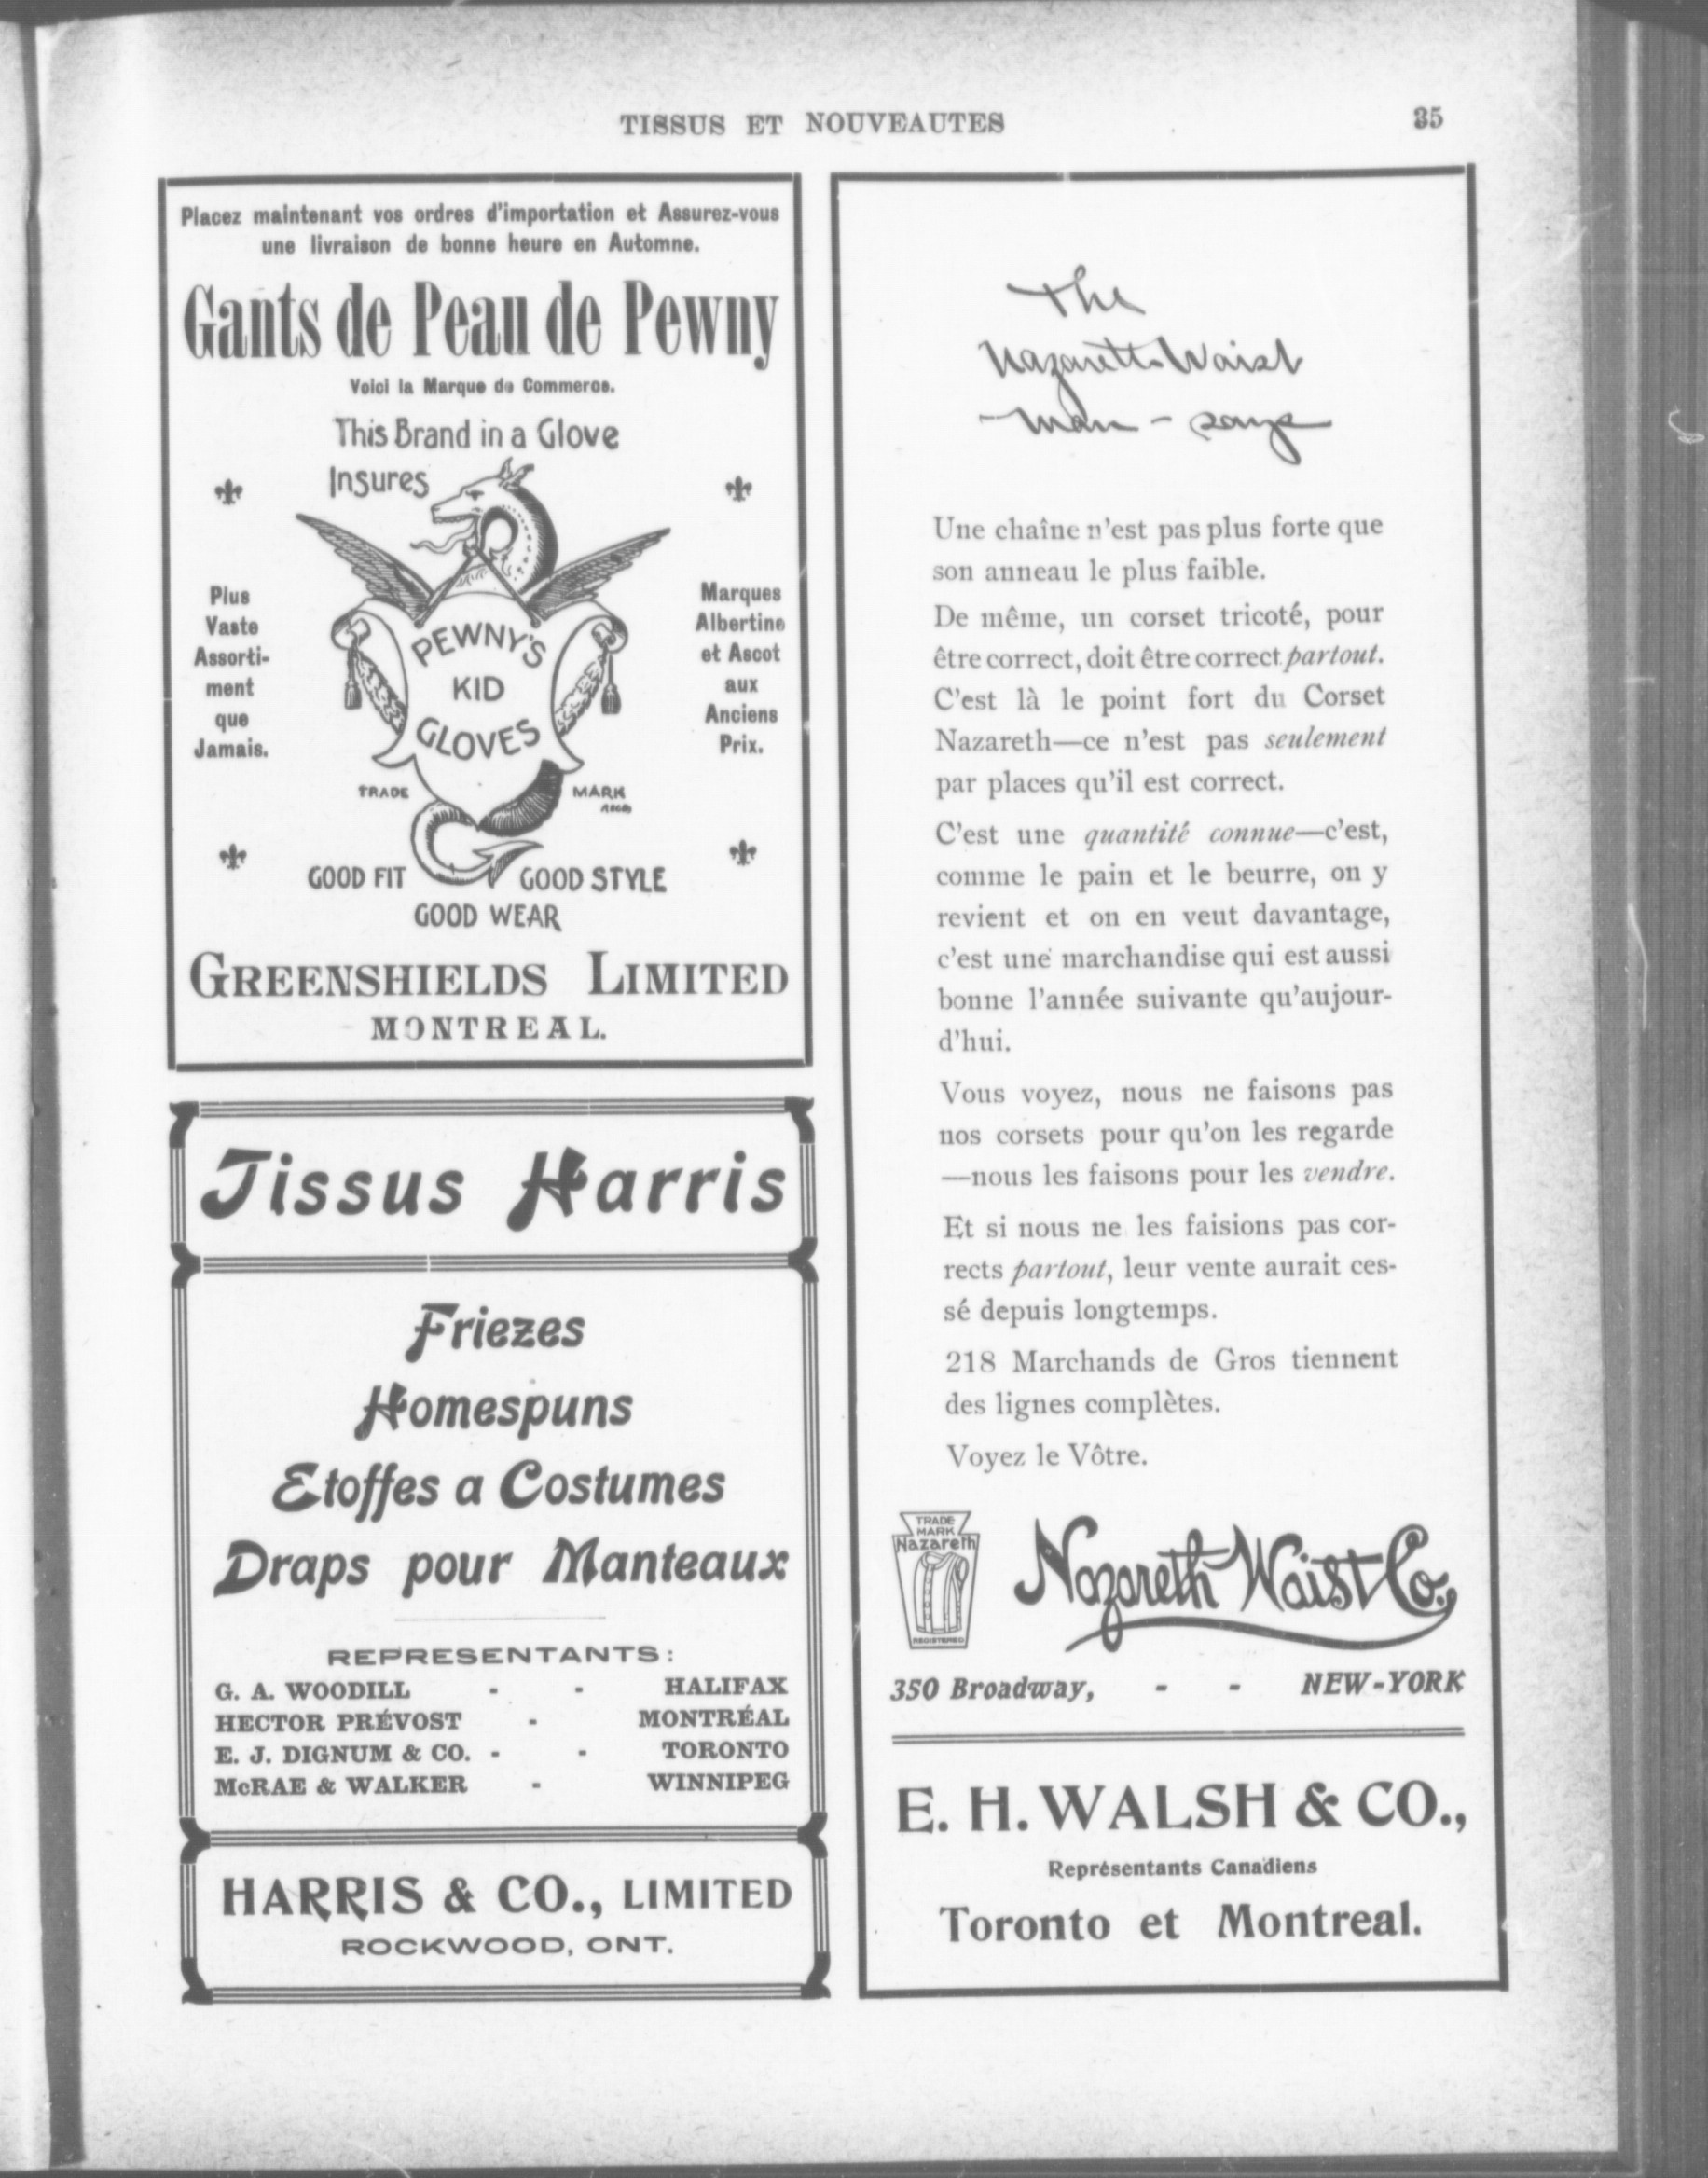 TISSUS ET NOUVEAUTES
35
Placez maintenant vos ordres d'importation et Assurez-vous
une livraison de bonne heure en Automne.
Gants de Peau de Pewny
Voici la Marque de Commerce.
This Brand in a Glove
Insures
Plus
Vaste
Assorti-
ment
que
Jamais.
PEWNY'S
KID
GLOVES
Marques
Albertine
et Ascot
aux
Anciens
Prix.
TRADE MARK
REGD
GOOD FIT GOOD STYLE
GOOD WEAR
GREENSHIELDS LIMITED
MONTREAL.
Tissus Harris
Friezes
Homespuns
Etoffes a Costumes
Draps pour Manteaux
REPRESENTANTS:
G. A. WOODILL - - HALIFAX
HECTOR PRÉVOST - MONTRÉAL
E. J. DIGNUM & CO. - - TORONTO
McRAE & WALKER - WINNIPEG
HARRIS & CO., LIMITED
ROCKWOOD, ONT.
The
Nazareth Waist
man - says
Une chaîne n'est pas plus forte que
son anneau le plus faible.
De même, un corset tricoté, pour
être correct, doit être correct partout.
C'est là le point fort du Corset
Nazareth—ce n'est pas seulement
par places qu'il est correct.
C'est une quantité connue—c'est,
comme le pain et le beurre, on y
revient et on en veut davantage,
c'est une marchandise qui est aussi
bonne l'année suivante qu'aujour-
d'hui.
Vous voyez, nous ne faisons pas
nos corsets pour qu'on les regarde
—nous les faisons pour les vendre.
Et si nous ne les faisions pas cor-
rects partout, leur vente aurait ces-
sé depuis longtemps.
218 Marchands de Gros tiennent
des lignes complètes.
Voyez le Vôtre.
TRADE
MARK
Nazareth
REGISTERED
Nazareth Waist Co.,
350 Broadway, - - NEW-YORK
E. H. WALSH & CO.,
Représentants Canadiens
Toronto et Montreal.